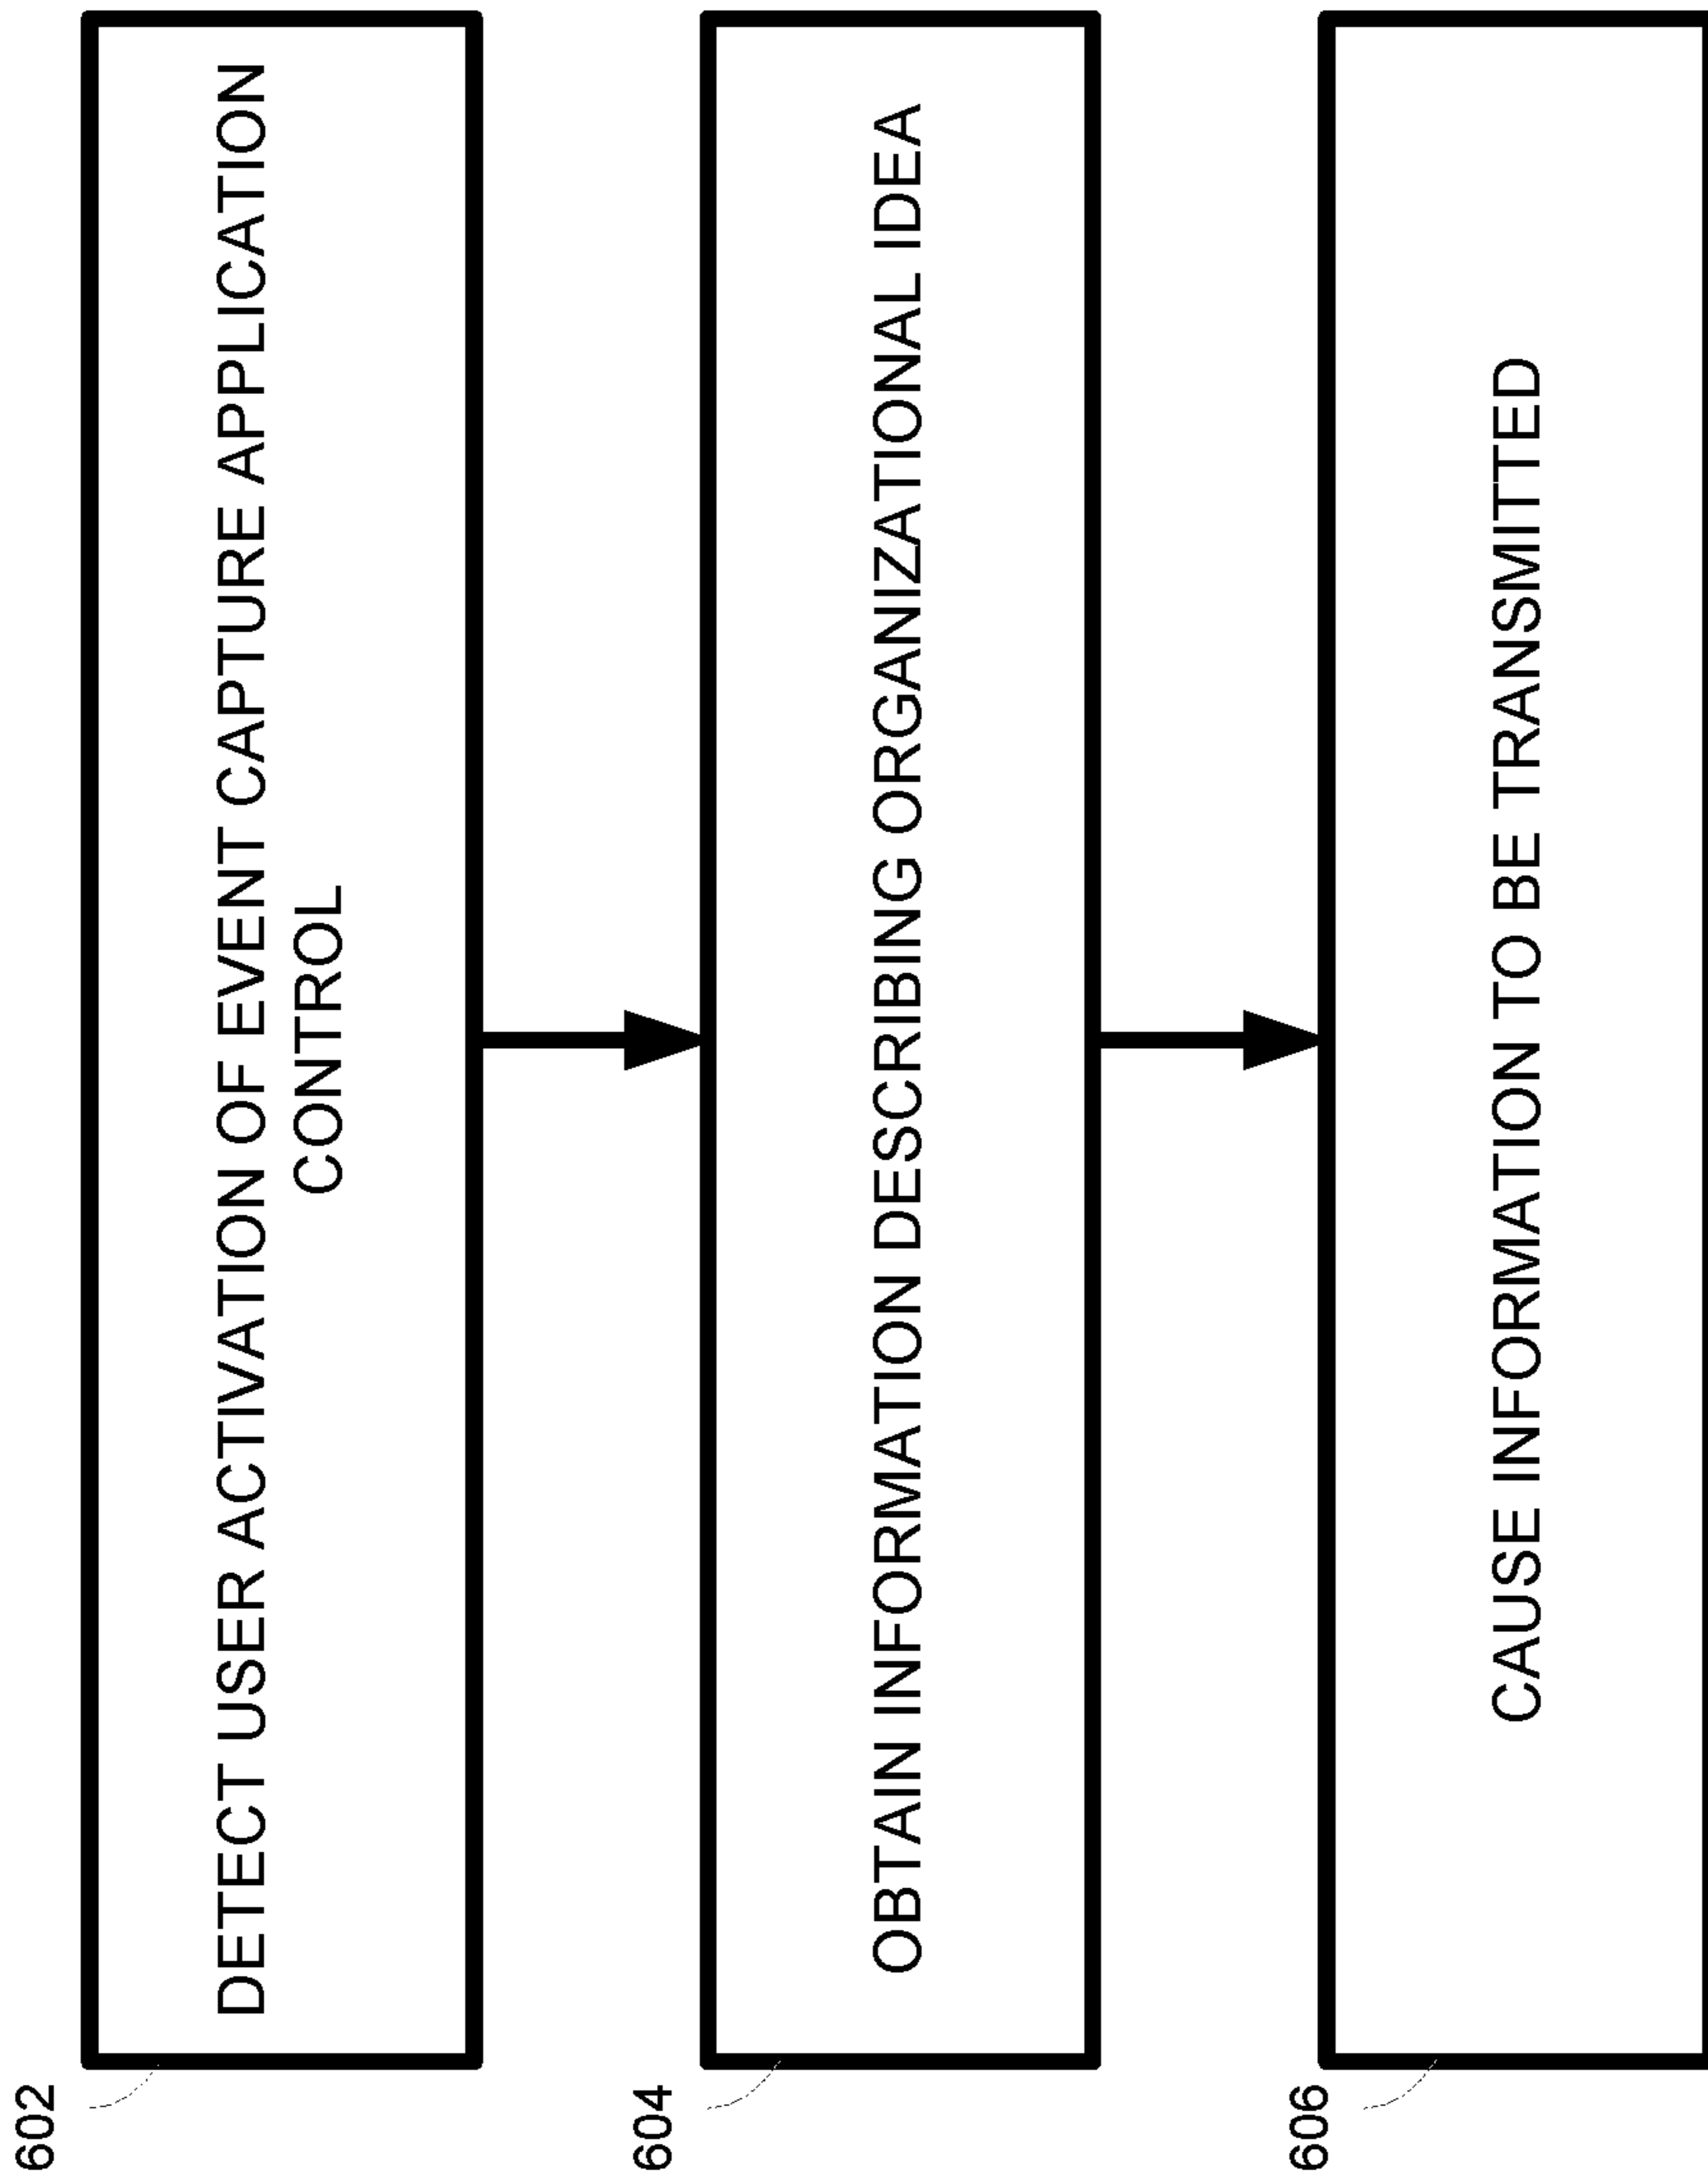 602
DETECT USER ACTIVATION OF EVENT CAPTURE APPLICATION
CONTROL
604
OBTAIN INFORMATION DESCRIBING ORGANIZATIONAL IDEA
606
CAUSE INFORMATION TO BE TRANSMITTED